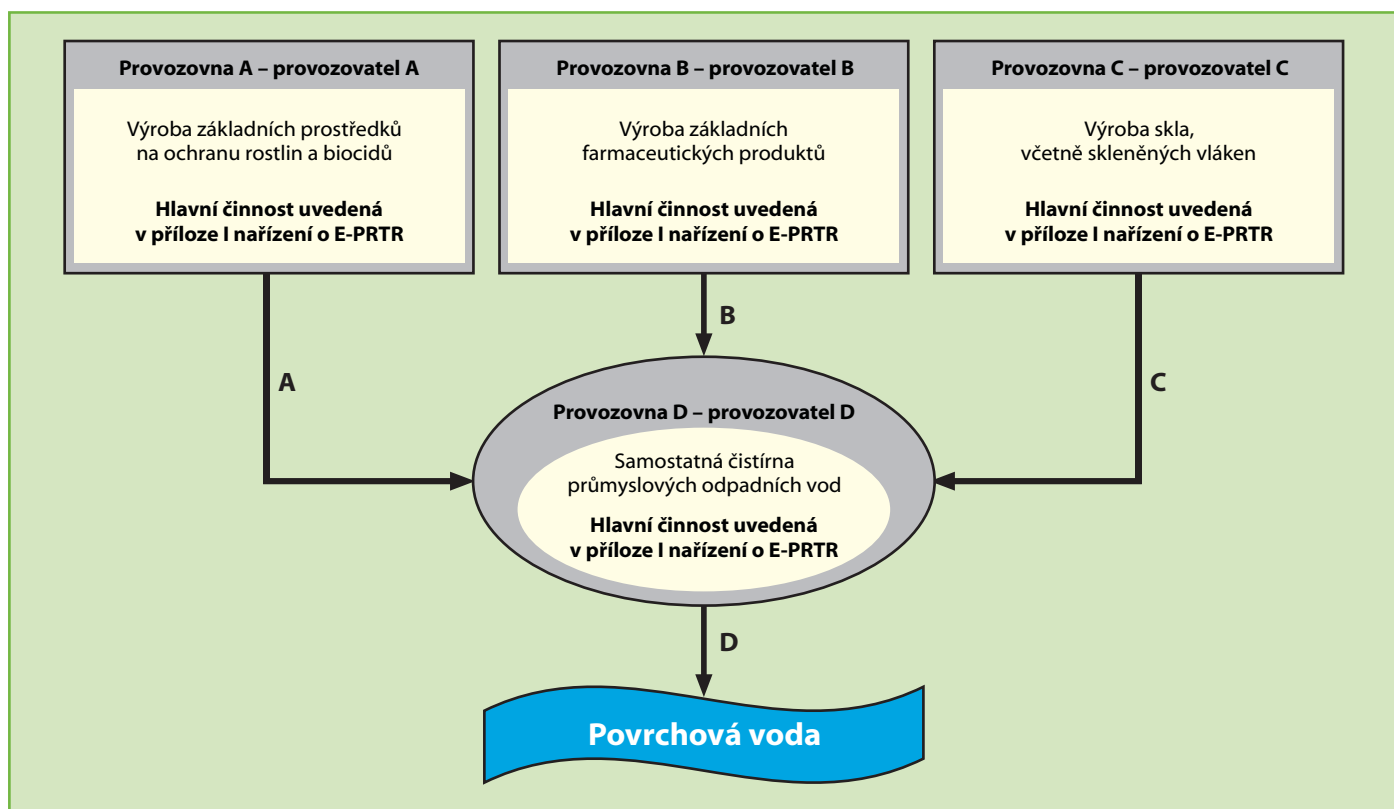 Provozovna A – provozovatel A
Výroba základních prostředků
na ochranu rostlin a biocidů
Hlavní činnost uvedená
v příloze I nařízení o E-PRTR
Provozovna B – provozovatel B
Výroba základních
farmaceutických produktů
Hlavní činnost uvedená
v příloze I nařízení o E-PRTR
Provozovna C – provozovatel C
Výroba skla,
včetně skleněných vláken
Hlavní činnost uvedená
v příloze I nařízení o E-PRTR
A
B
C
Provozovna D – provozovatel D
Samostatná čistírna
průmyslových odpadních vod
Hlavní činnost uvedená
v příloze I nařízení o E-PRTR
D
Povrchová voda